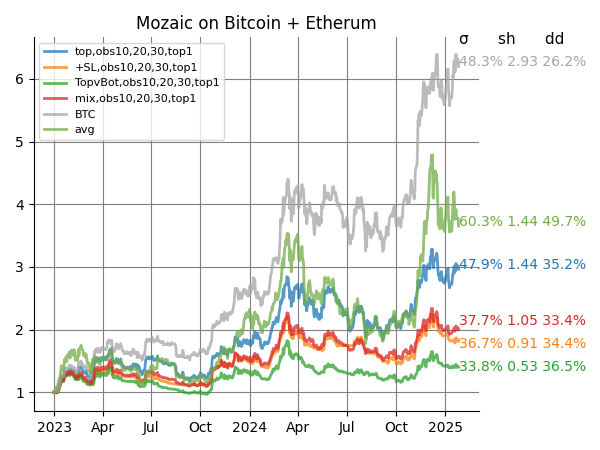 Mozaic on Bitcoin + Etherum
σ sh dd
top,obs10,20,30,top1
+SL,obs10,20,30,top1
TopvBot,obs10,20,30,top1
mix,obs10,20,30,top1
BTC
avg
48.3% 2.93 26.2%
60.3% 1.44 49.7%
47.9% 1.44 35.2%
37.7% 1.05 33.4%
36.7% 0.91 34.4%
33.8% 0.53 36.5%
6
5
4
3
2
1
2023 Apr Jul Oct 2024 Apr Jul Oct 2025